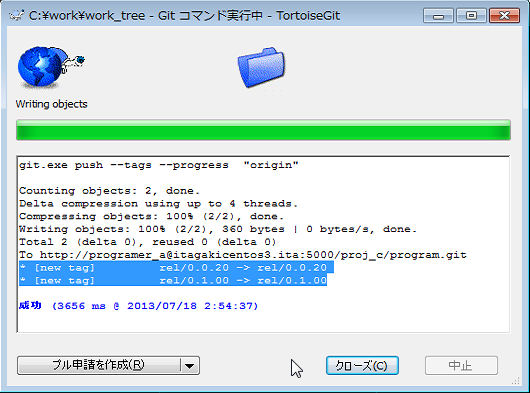 C:¥work¥work_tree - Git コマンド実行中 - TortoiseGit
Writing objects
git.exe push --tags --progress  "origin"
Counting objects: 2, done.
Delta compression using up to 4 threads.
Compressing objects: 100% (2/2), done.
Writing objects: 100% (2/2), 360 bytes | 0 bytes/s, done.
Total 2 (delta 0), reused 0 (delta 0)
To http://programer_a@itagakicentos3.ita:5000/proj_c/program.git
* [new tag]         rel/0.0.20 -> rel/0.0.20
* [new tag]         rel/0.1.00 -> rel/0.1.00
成功 (3656 ms @ 2013/07/18 2:54:37)
プル申請を作成(R) クローズ(C) 中止